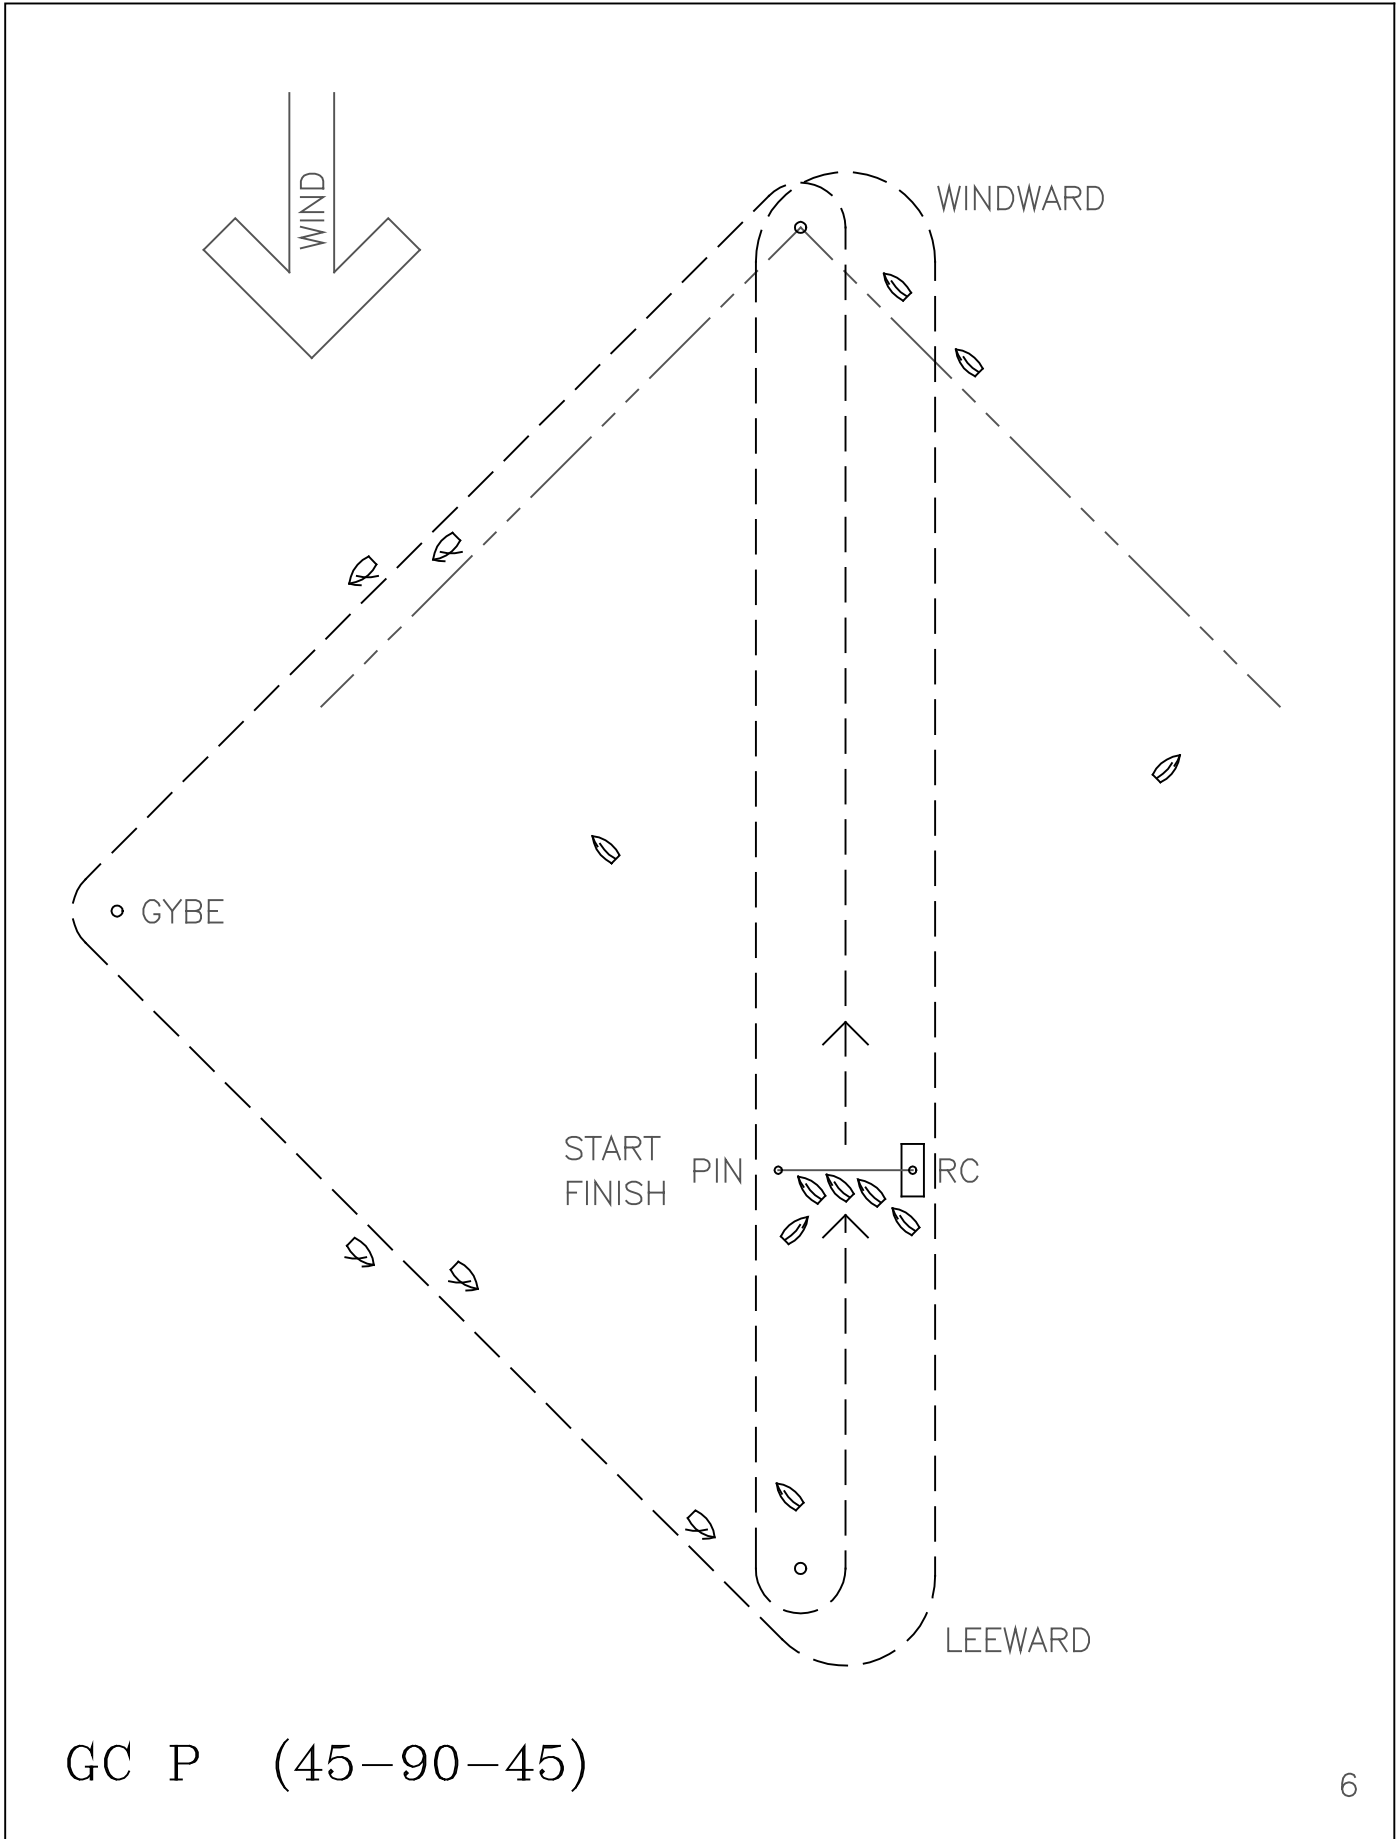 WIND
WINDWARD
GYBE
START
FINISH
PIN
RC
LEEWARD
GC P (45-90-45)
6